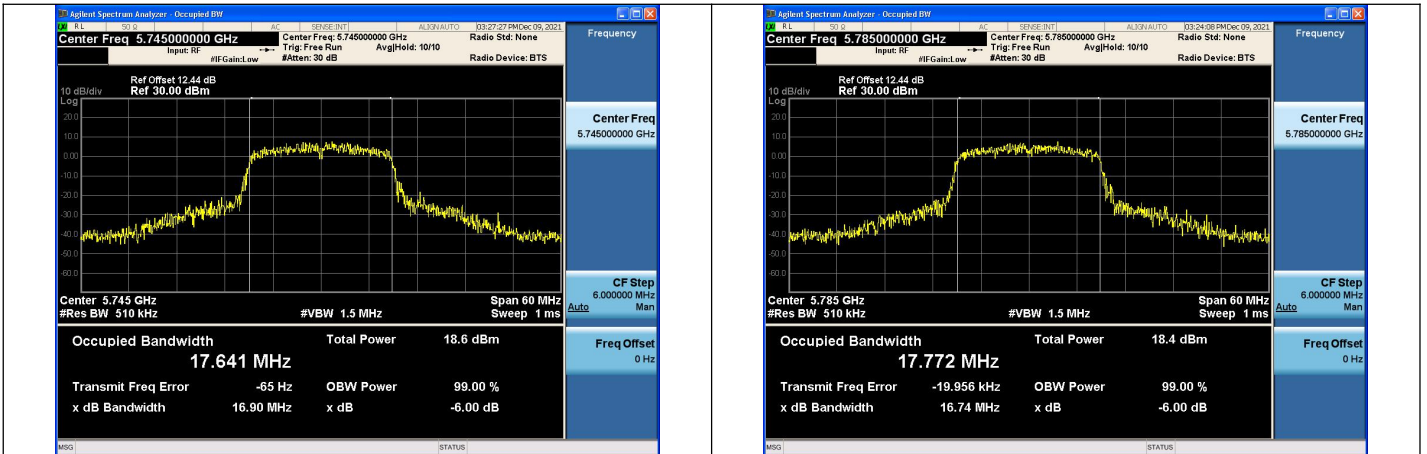 Agilent Spectrum Analyzer - Occupied BW
RL 50 Ω AC SENSE:INT ALIGNAUTO 03:27:27 PMDec 09, 2021
Center Freq 5.745000000 GHz
Center Freq: 5.745000000 GHz
Radio Std: None
Input: RF
Trig: Free Run Avg|Hold: 10/10
#IFGain:Low
#Atten: 30 dB
Radio Device: BTS
Ref Offset 12.44 dB
10 dB/div Ref 30.00 dBm
Log
20.0
10.0
0.00
-10.0
-20.0
-30.0
-40.0
-50.0
-60.0
Center 5.745 GHz Span 60 MHz
#Res BW 510 kHz #VBW 1.5 MHz Sweep 1 ms
Occupied Bandwidth Total Power 18.6 dBm
17.641 MHz
Transmit Freq Error -65 Hz OBW Power 99.00 %
x dB Bandwidth 16.90 MHz x dB -6.00 dB
MSG STATUS
Frequency
Center Freq
5.745000000 GHz
CF Step
6.000000 MHz
Auto Man
Freq Offset
0 Hz
Agilent Spectrum Analyzer - Occupied BW
RL 50 Ω AC SENSE:INT ALIGNAUTO 03:24:08 PMDec 09, 2021
Center Freq 5.785000000 GHz
Center Freq: 5.785000000 GHz
Radio Std: None
Input: RF
Trig: Free Run Avg|Hold: 10/10
#IFGain:Low
#Atten: 30 dB
Radio Device: BTS
Ref Offset 12.44 dB
10 dB/div Ref 30.00 dBm
Log
20.0
10.0
0.00
-10.0
-20.0
-30.0
-40.0
-50.0
-60.0
Center 5.785 GHz Span 60 MHz
#Res BW 510 kHz #VBW 1.5 MHz Sweep 1 ms
Occupied Bandwidth Total Power 18.4 dBm
17.772 MHz
Transmit Freq Error -19.956 kHz OBW Power 99.00 %
x dB Bandwidth 16.74 MHz x dB -6.00 dB
MSG STATUS
Frequency
Center Freq
5.785000000 GHz
CF Step
6.000000 MHz
Auto Man
Freq Offset
0 Hz